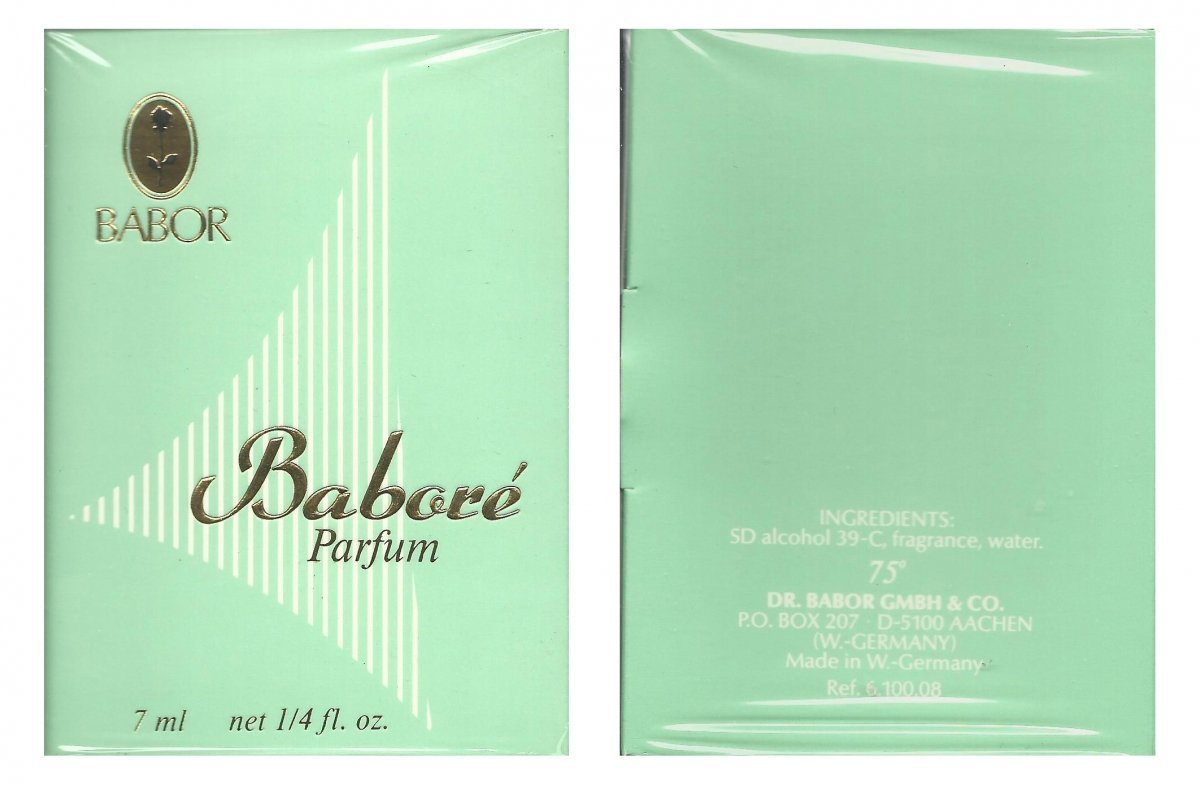 BABOR
Baboré
Parfum
7 ml net 1/4 fl. oz.
INGREDIENTS:
SD alcohol 39-C, fragrance, water.
75°
DR. BABOR GMBH & CO.
P.O. BOX 207 · D-5100 AACHEN
(W.-GERMANY)
Made in W.-Germany
Ref. 6.100.08